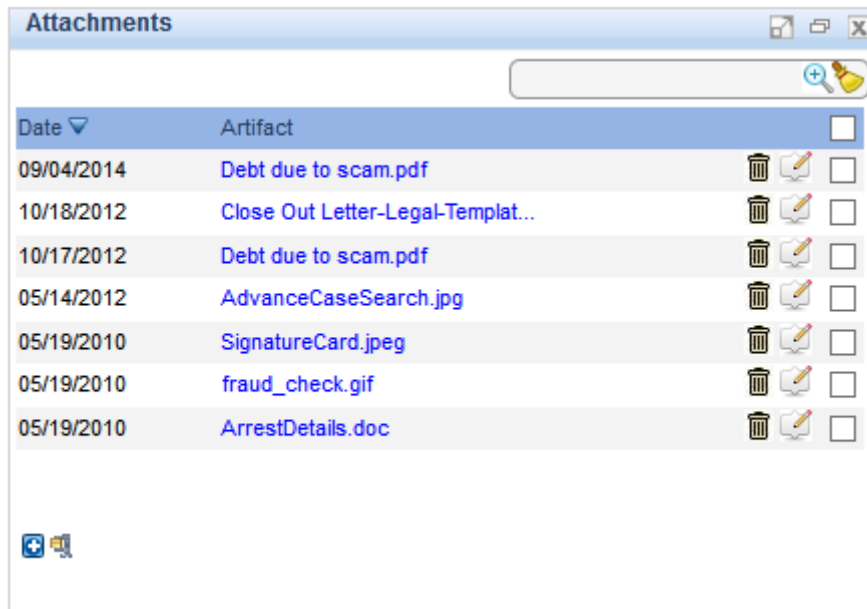 Attachments
Date Artifact
09/04/2014 Debt due to scam.pdf
10/18/2012 Close Out Letter-Legal-Templat...
10/17/2012 Debt due to scam.pdf
05/14/2012 AdvanceCaseSearch.jpg
05/19/2010 SignatureCard.jpeg
05/19/2010 fraud_check.gif
05/19/2010 ArrestDetails.doc